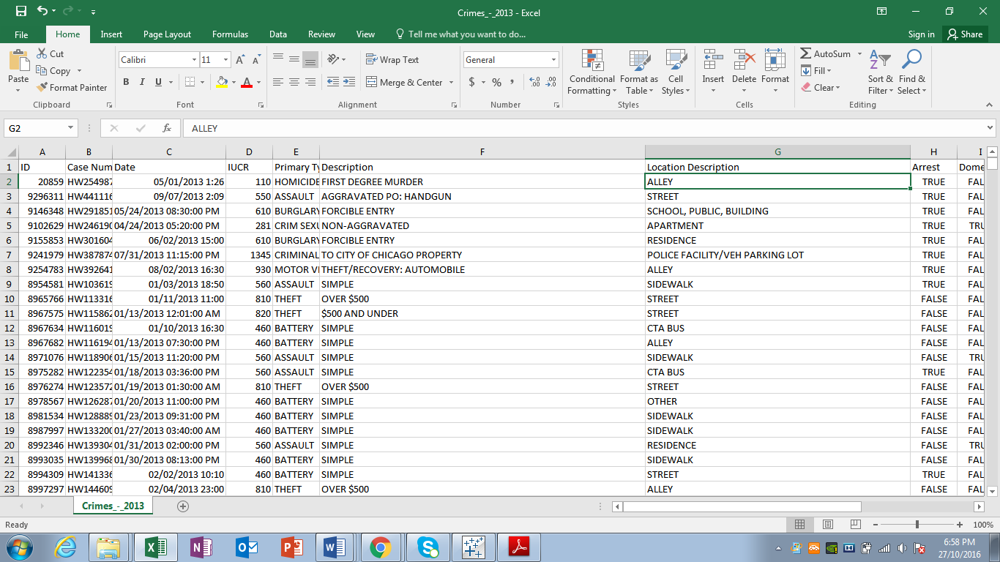 Crimes_-_2013 - Excel
File Home Insert Page Layout Formulas Data Review View Tell me what you want to do... Sign in Share
Paste Cut Copy Format Painter Clipboard
Calibri 11 B I U A Font
Wrap Text Merge & Center Alignment
General $ % , .00 Number
Conditional Formatting Format as Table Cell Styles Styles
Insert Delete Format Cells
AutoSum Fill Clear Sort & Filter Find & Select Editing
G2 fx ALLEY
A B C D E F G H I
1 ID Case Num Date IUCR Primary Ty Description Location Description Arrest Dome
2 20859 HW254987 05/01/2013 1:26 110 HOMICIDE FIRST DEGREE MURDER ALLEY TRUE FAL
3 9296311 HW441116 09/07/2013 2:09 550 ASSAULT AGGRAVATED PO: HANDGUN STREET TRUE FAL
4 9146348 HW291851 05/24/2013 08:30:00 PM 610 BURGLARY FORCIBLE ENTRY SCHOOL, PUBLIC, BUILDING TRUE FAL
5 9102629 HW246190 04/24/2013 05:20:00 PM 281 CRIM SEXU NON-AGGRAVATED APARTMENT TRUE TRU
6 9155853 HW301604 06/02/2013 15:00 610 BURGLARY FORCIBLE ENTRY RESIDENCE TRUE FAL
7 9241979 HW387874 07/31/2013 11:15:00 PM 1345 CRIMINAL TO CITY OF CHICAGO PROPERTY POLICE FACILITY/VEH PARKING LOT TRUE FAL
8 9254783 HW392641 08/02/2013 16:30 930 MOTOR VI THEFT/RECOVERY: AUTOMOBILE ALLEY TRUE FAL
9 8954581 HW103619 01/03/2013 18:50 560 ASSAULT SIMPLE SIDEWALK TRUE FAL
10 8965766 HW113316 01/11/2013 11:00 810 THEFT OVER $500 STREET FALSE FAL
11 8967575 HW115862 01/13/2013 12:01:00 AM 820 THEFT $500 AND UNDER STREET FALSE FAL
12 8967634 HW116019 01/10/2013 16:30 460 BATTERY SIMPLE CTA BUS FALSE FAL
13 8967682 HW116194 01/13/2013 07:30:00 PM 460 BATTERY SIMPLE ALLEY FALSE FAL
14 8971076 HW118906 01/15/2013 11:20:00 PM 560 ASSAULT SIMPLE SIDEWALK FALSE TRU
15 8975282 HW122354 01/18/2013 03:36:00 PM 560 ASSAULT SIMPLE CTA BUS TRUE FAL
16 8976274 HW123572 01/19/2013 01:30:00 AM 810 THEFT OVER $500 STREET FALSE FAL
17 8978567 HW126287 01/20/2013 11:00:00 PM 460 BATTERY SIMPLE OTHER FALSE FAL
18 8981534 HW128889 01/23/2013 09:31:00 PM 460 BATTERY SIMPLE SIDEWALK FALSE FAL
19 8987997 HW133200 01/27/2013 03:40:00 AM 460 BATTERY SIMPLE SIDEWALK FALSE FAL
20 8992346 HW139304 01/31/2013 02:00:00 PM 560 ASSAULT SIMPLE RESIDENCE FALSE TRU
21 8993035 HW139968 01/30/2013 08:13:00 PM 460 BATTERY SIMPLE SIDEWALK FALSE FAL
22 8994309 HW141336 02/02/2013 10:10 460 BATTERY SIMPLE STREET TRUE FAL
23 8997297 HW144609 02/04/2013 23:00 810 THEFT OVER $500 ALLEY FALSE FAL
Crimes_-_2013
Ready 100%
6:58 PM
27/10/2016